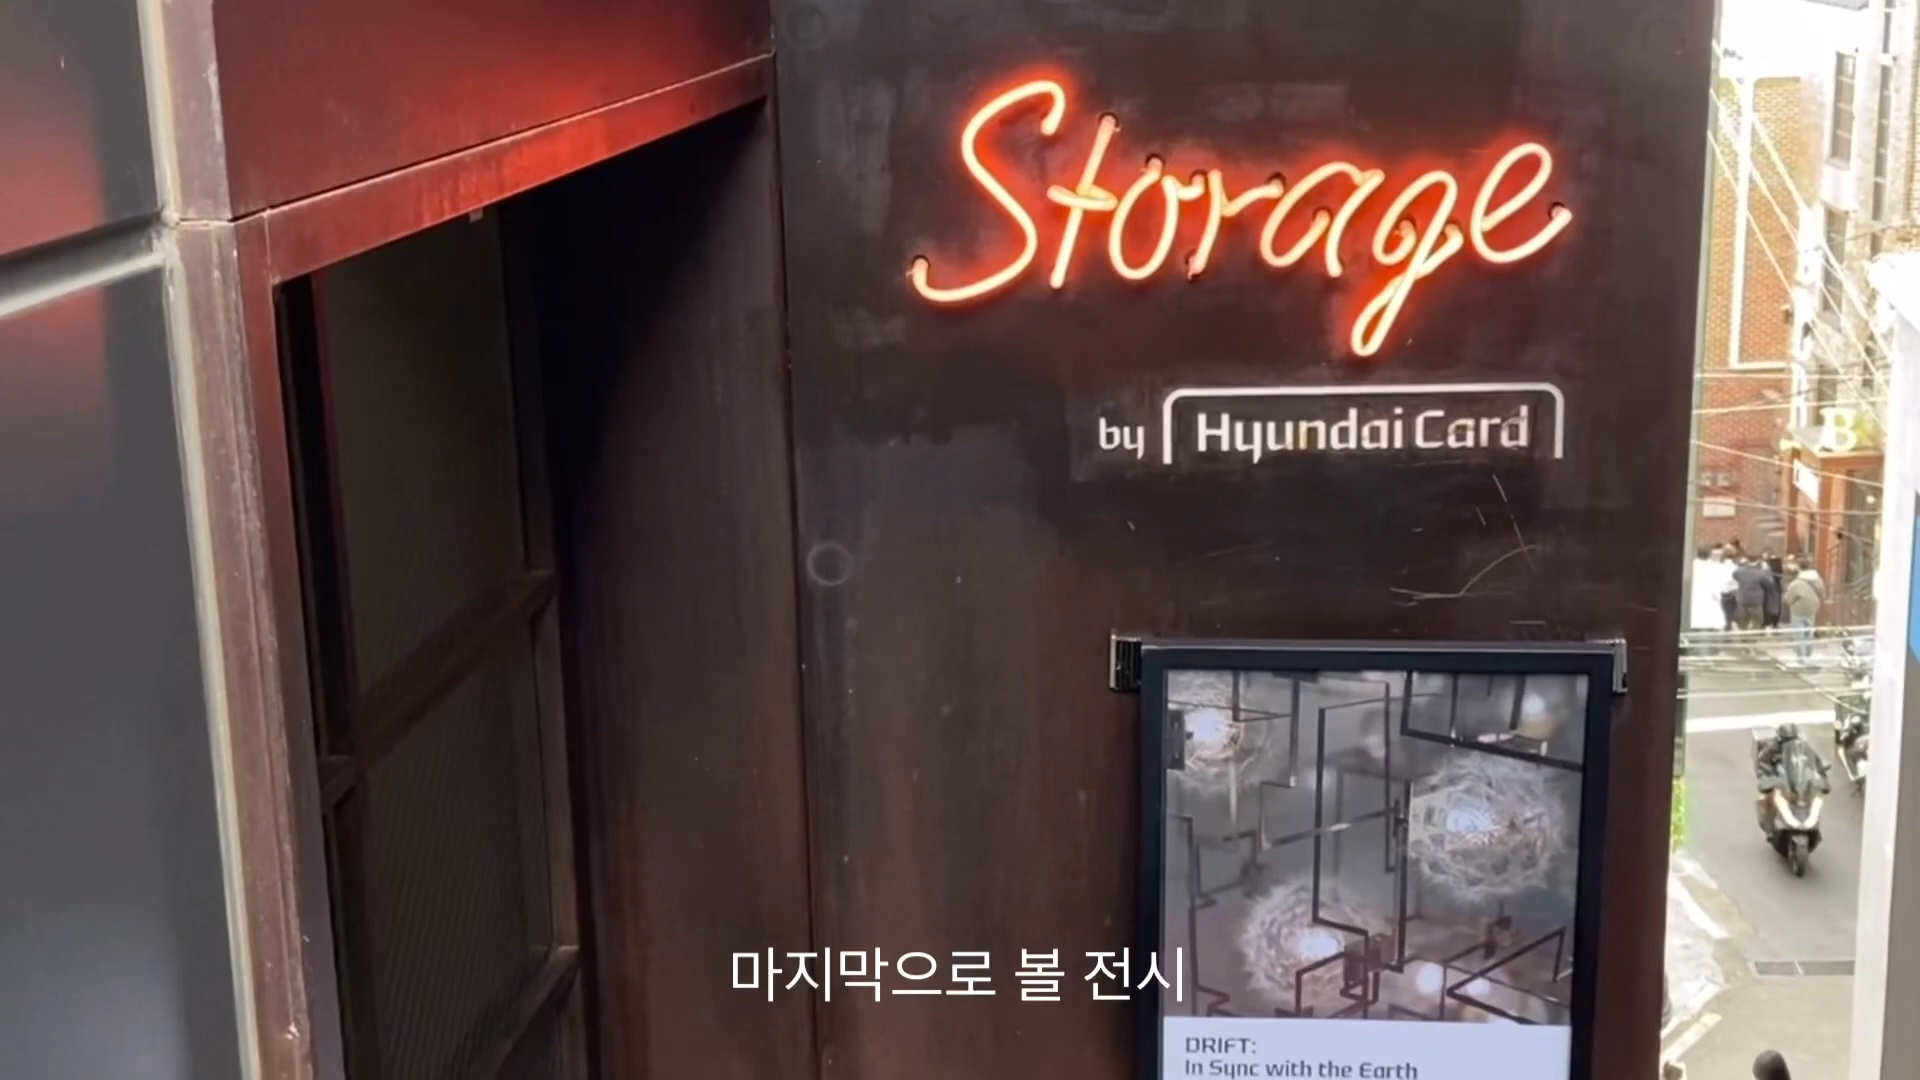 Storage
by Hyundai Card
B
마지막으로 볼 전시
DRIFT:
In Sync with the Earth